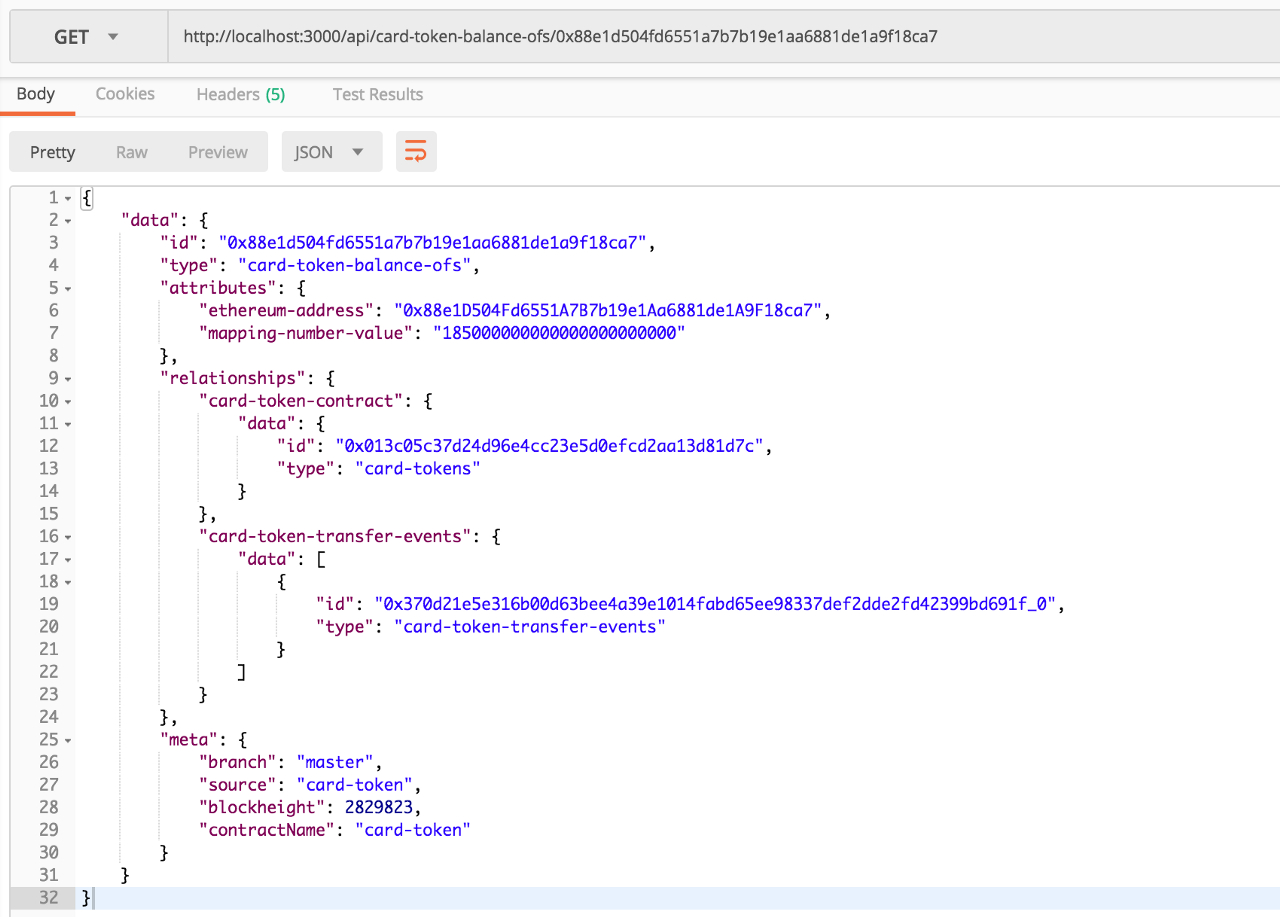 GET http://localhost:3000/api/card-token-balance-ofs/0x88e1d504fd6551a7b7b19e1aa6881de1a9f18ca7
Body Cookies Headers (5) Test Results
Pretty Raw Preview JSON
1 {
2 "data": {
3 "id": "0x88e1d504fd6551a7b7b19e1aa6881de1a9f18ca7",
4 "type": "card-token-balance-ofs",
5 "attributes": {
6 "ethereum-address": "0x88e1D504Fd6551A7B7b19e1Aa6881de1A9F18ca7",
7 "mapping-number-value": "185000000000000000000000"
8 },
9 "relationships": {
10 "card-token-contract": {
11 "data": {
12 "id": "0x013c05c37d24d96e4cc23e5d0efcd2aa13d81d7c",
13 "type": "card-tokens"
14 }
15 },
16 "card-token-transfer-events": {
17 "data": [
18 {
19 "id": "0x370d21e5e316b00d63bee4a39e1014fabd65ee98337def2dde2fd42399bd691f_0",
20 "type": "card-token-transfer-events"
21 }
22 ]
23 }
24 },
25 "meta": {
26 "branch": "master",
27 "source": "card-token",
28 "blockheight": 2829823,
29 "contractName": "card-token"
30 }
31 }
32 }